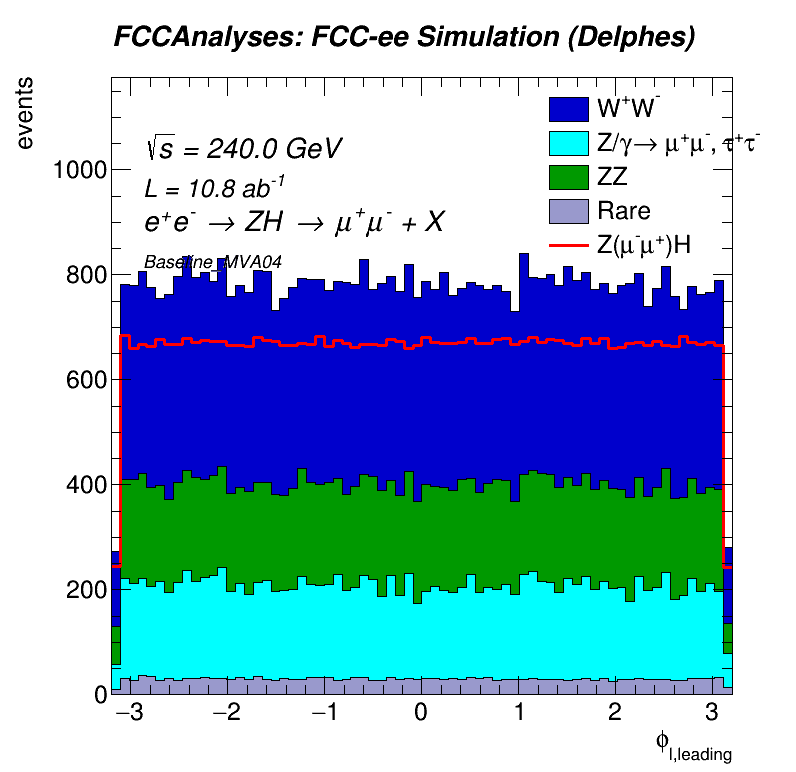 FCCAnalyses: FCC-ee Simulation (Delphes)
events
√s = 240.0 GeV
L = 10.8 ab⁻¹
e⁺e⁻ → ZH → μ⁺μ⁻ + X
Baseline_MVA04
W⁺W⁻
Z/γ→ μ⁺μ⁻, τ⁺τ⁻
ZZ
Rare
Z(μ⁻μ⁺)H
1000
800
600
400
200
0
−3 −2 −1 0 1 2 3
ϕl,leading